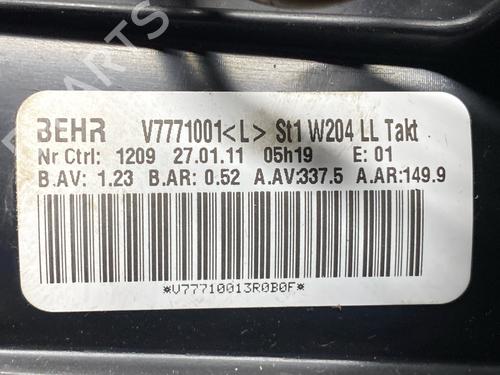 BEHR V7771001<L> St1 W204 LL Takt
Nr Ctrl: 1209 27.01.11 05h19 E: 01
B.AV: 1.23 B.AR: 0.52 A.AV:337.5 A.AR:149.9
*V77710013R0B0F*
PARTS